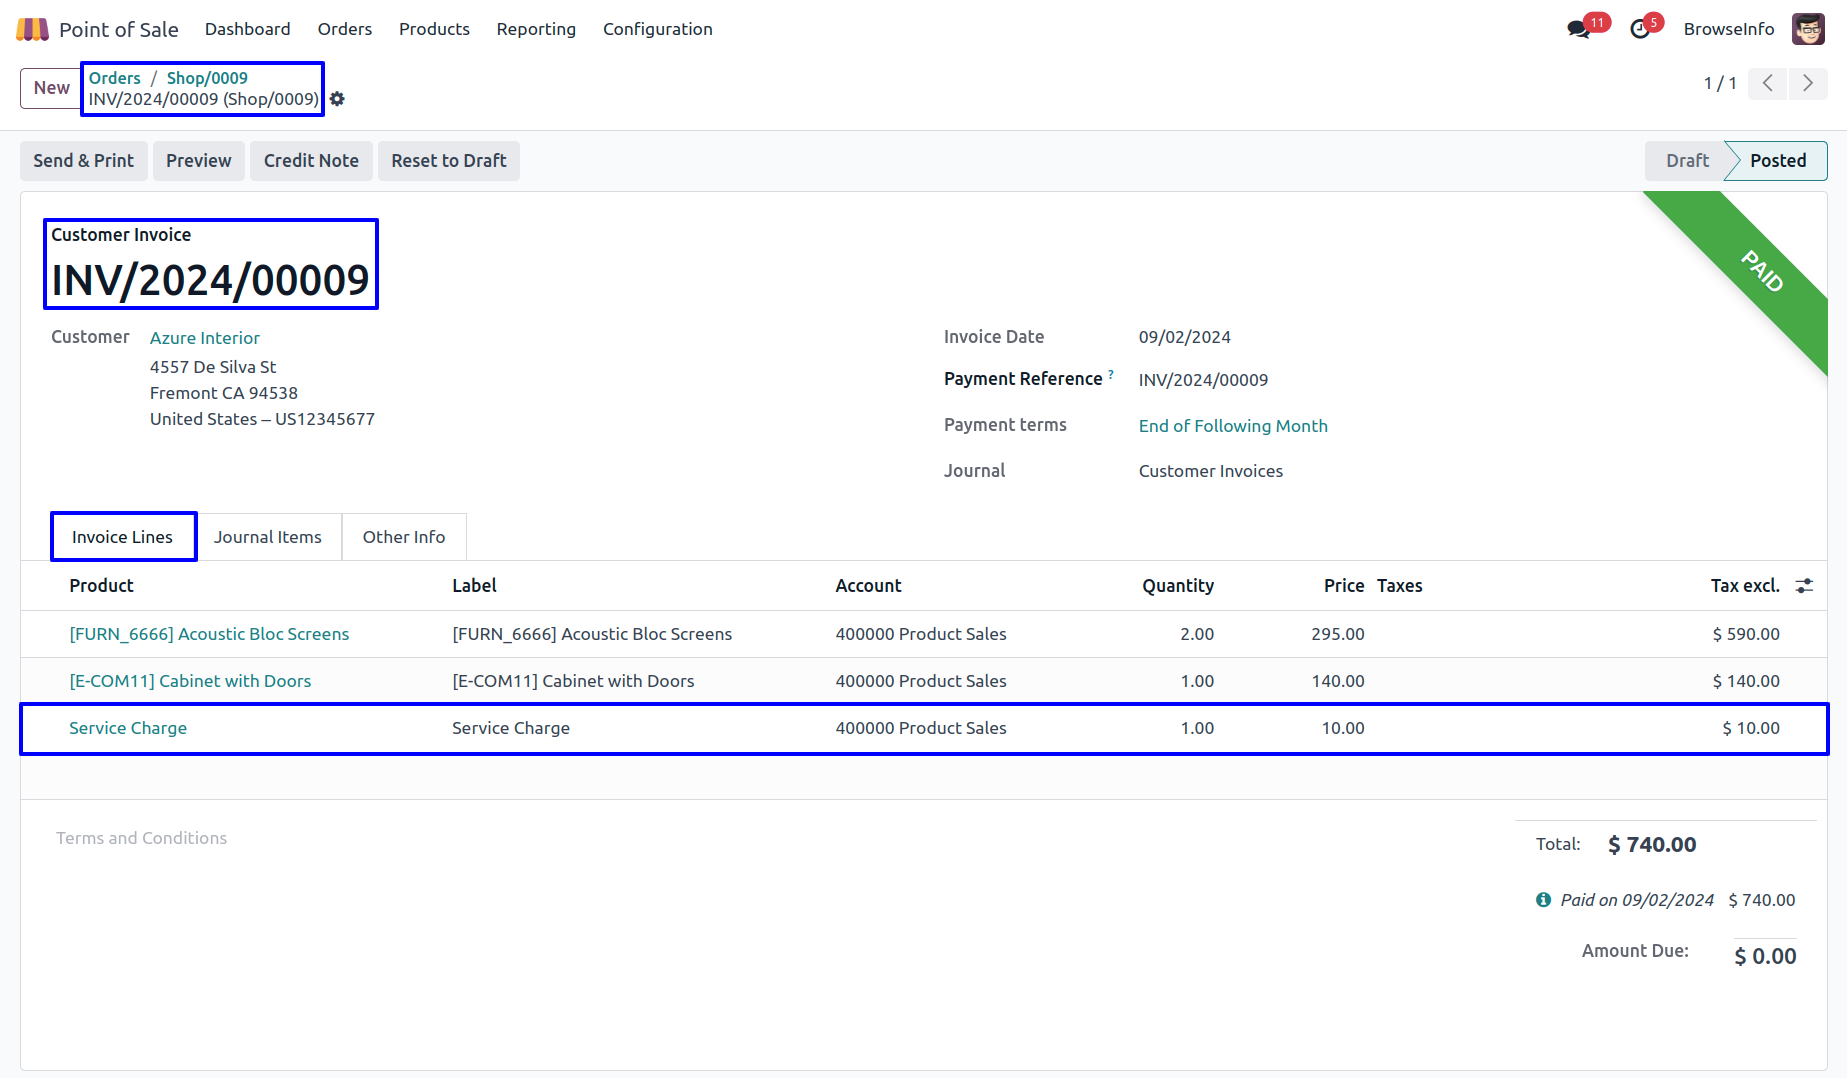 Point of Sale Dashboard Orders Products Reporting Configuration 11 5 BrowseInfo
New Orders / Shop/0009
INV/2024/00009 (Shop/0009)
1 / 1
Send & Print Preview Credit Note Reset to Draft Draft Posted
PAID
Customer Invoice
INV/2024/00009
Customer Azure Interior
4557 De Silva St
Fremont CA 94538
United States – US12345677
Invoice Date 09/02/2024
Payment Reference ? INV/2024/00009
Payment terms End of Following Month
Journal Customer Invoices
Invoice Lines Journal Items Other Info
Product Label Account Quantity Price Taxes Tax excl.
[FURN_6666] Acoustic Bloc Screens [FURN_6666] Acoustic Bloc Screens 400000 Product Sales 2.00 295.00 $ 590.00
[E-COM11] Cabinet with Doors [E-COM11] Cabinet with Doors 400000 Product Sales 1.00 140.00 $ 140.00
Service Charge Service Charge 400000 Product Sales 1.00 10.00 $ 10.00
Terms and Conditions
Total: $ 740.00
Paid on 09/02/2024 $ 740.00
Amount Due: $ 0.00